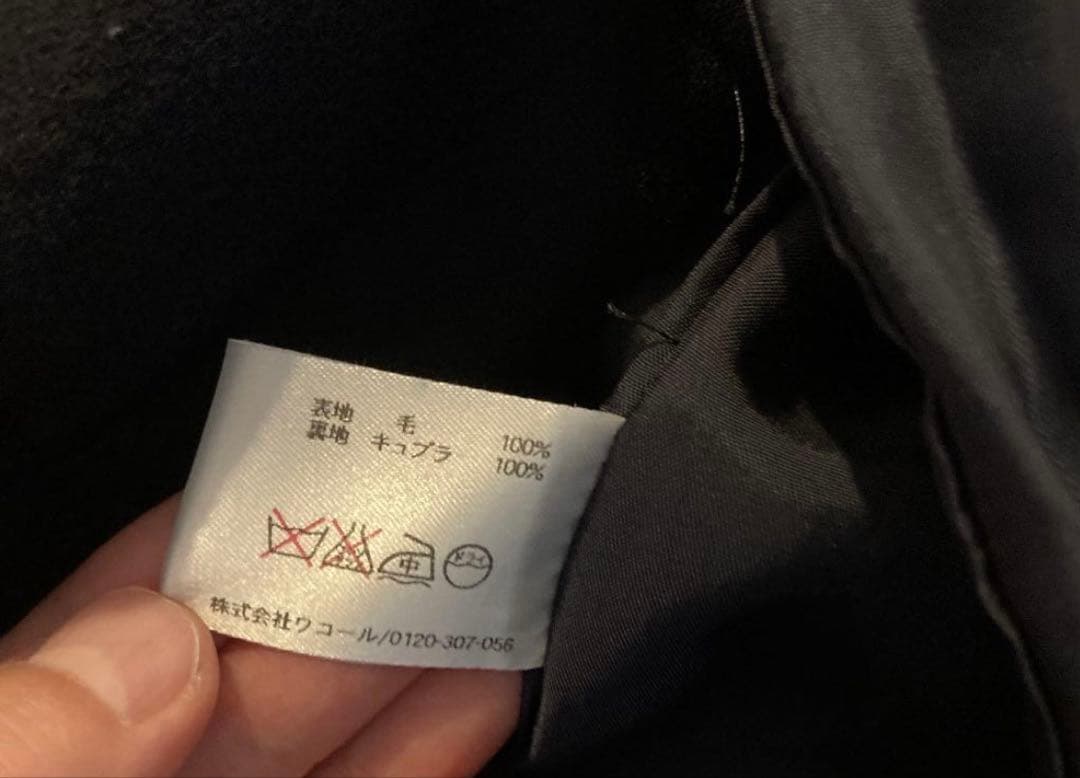 表地 毛 100%
裏地 キュプラ 100%
中 ドライ
株式会社ワコール/0120-307-056